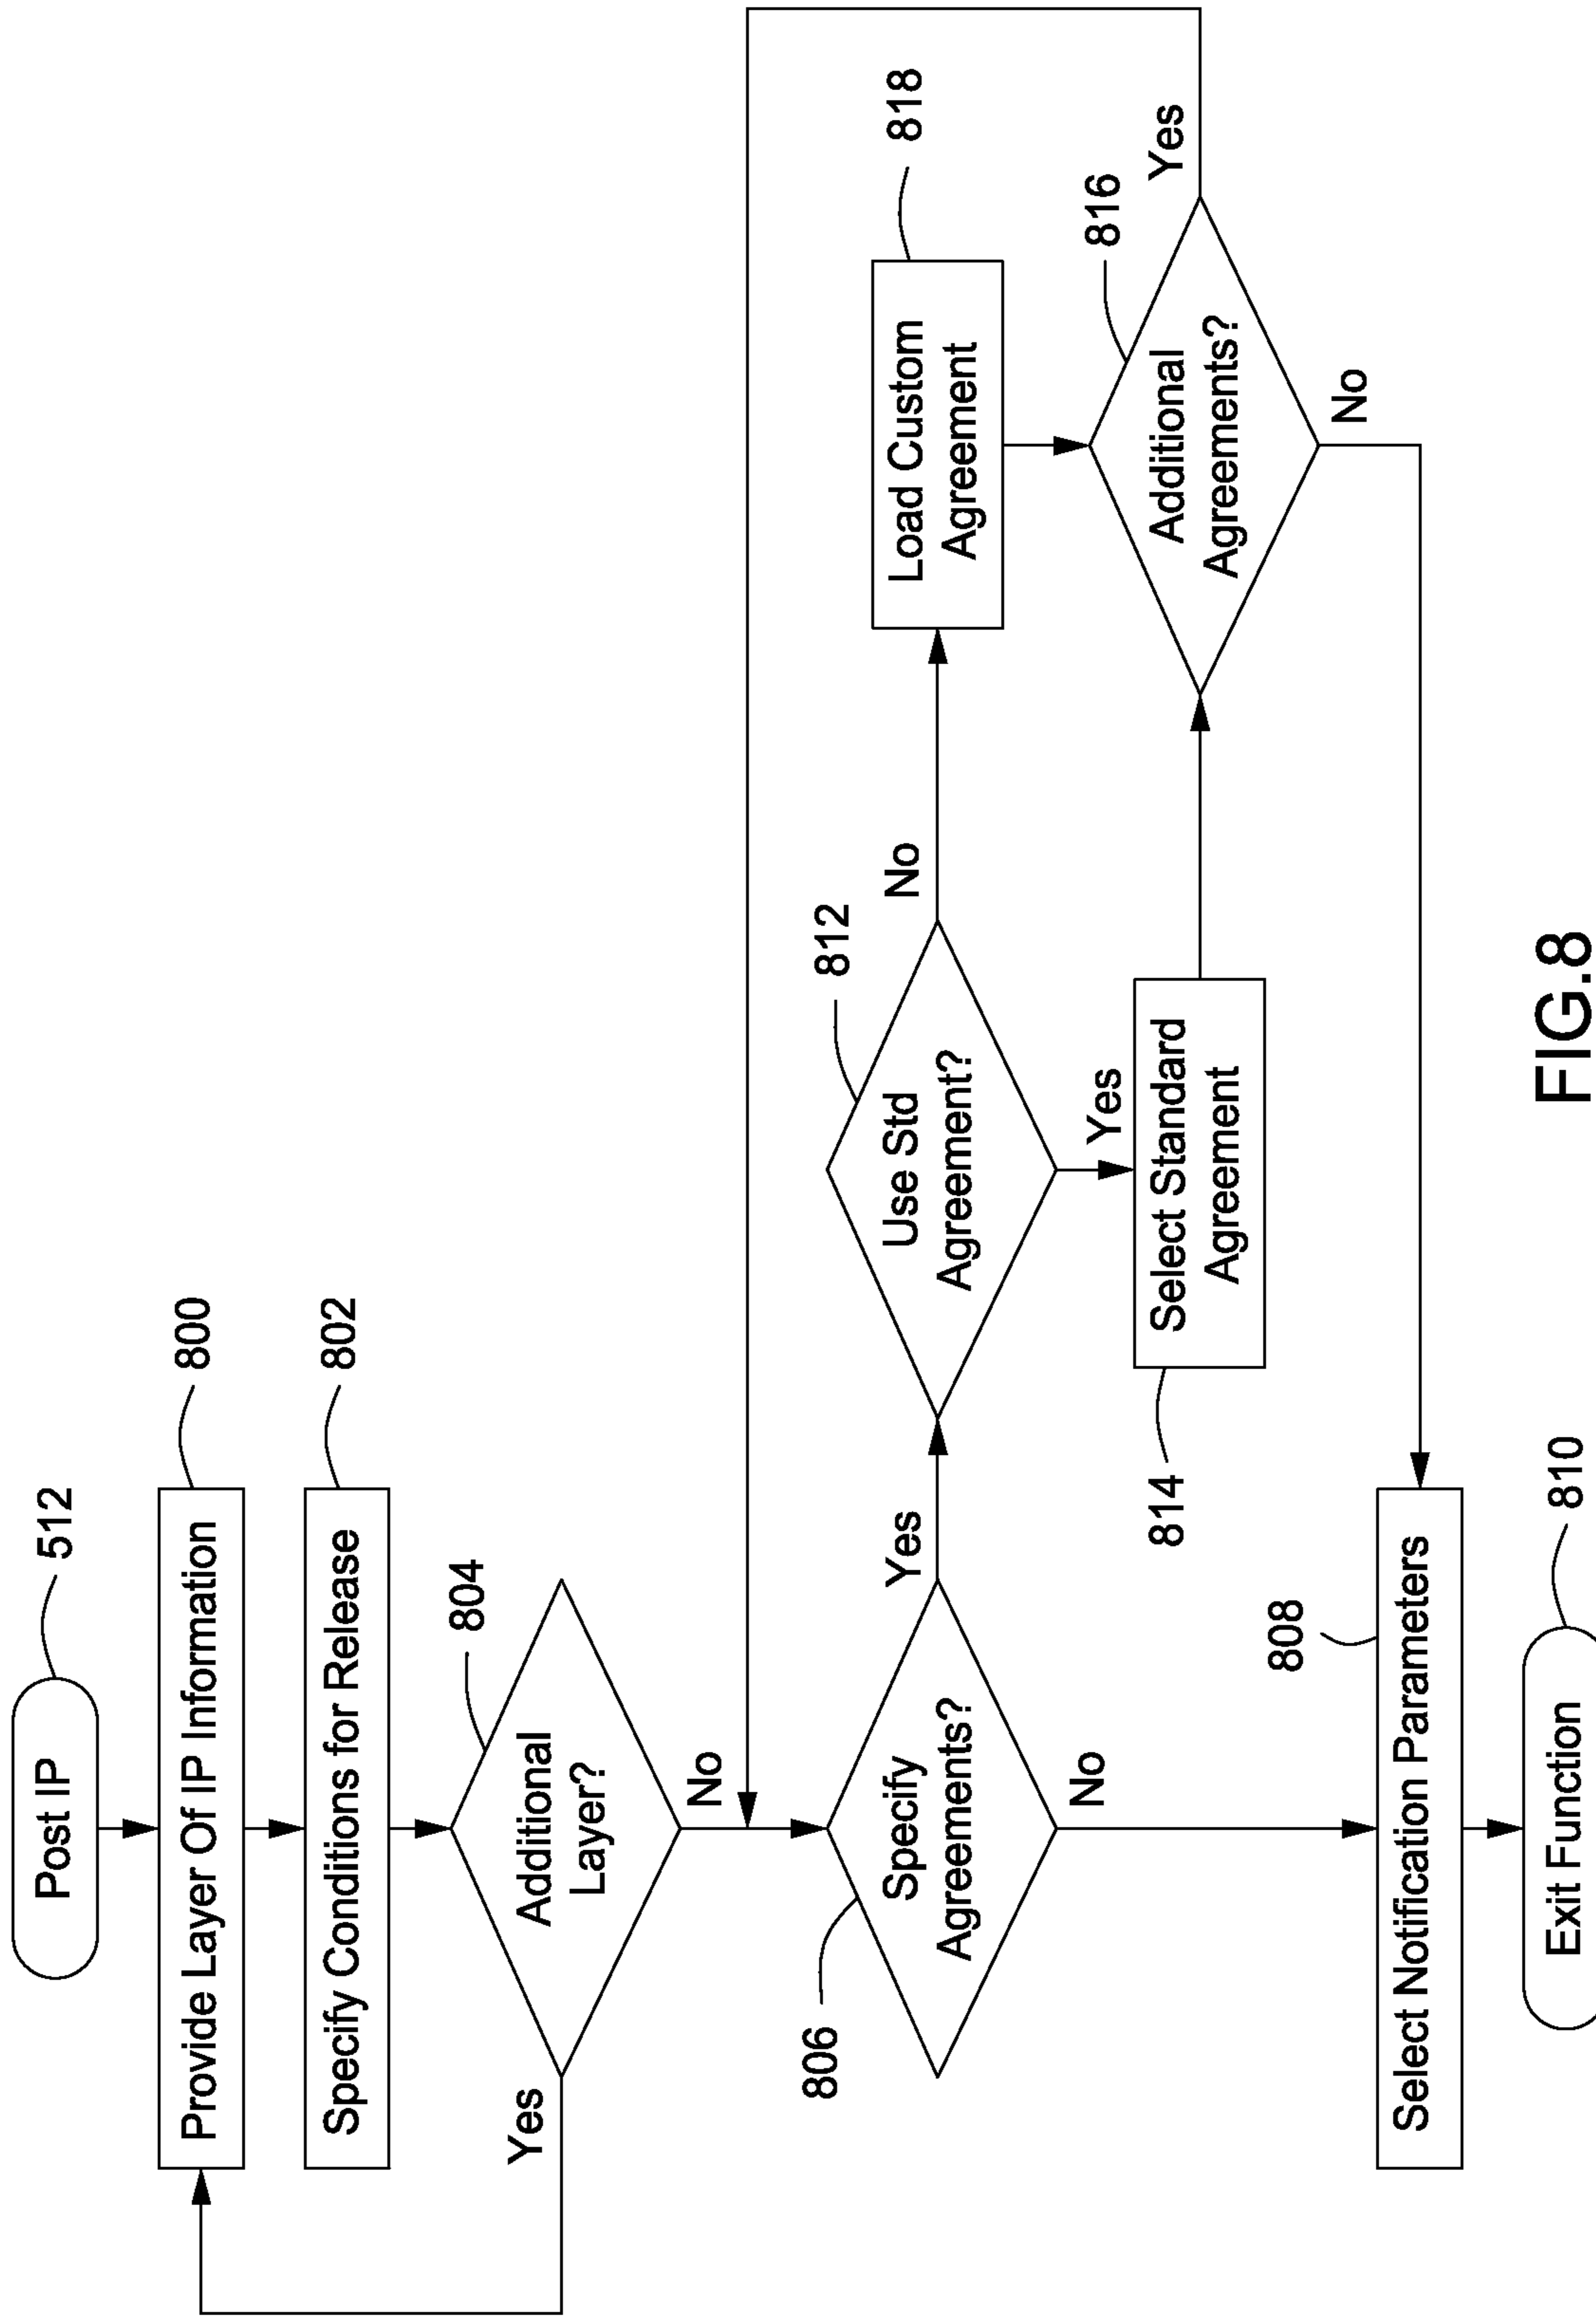 Post IP
512
Provide Layer Of IP Information
800
Specify Conditions for Release
802
Additional
Layer?
804
Yes
No
Specify
Agreements?
806
Yes
No
Use Std
Agreement?
812
No
Yes
Load Custom
Agreement
818
Select Standard
Agreement
814
Additional
Agreements?
816
Yes
No
Select Notification Parameters
808
Exit Function
810
FIG.8